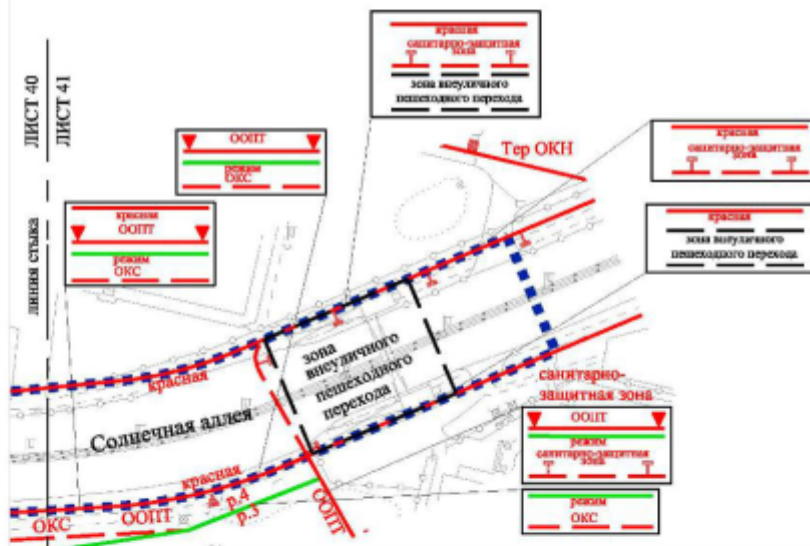 красная
санитарно-защитная
зона
зона внеуличного
пешеходного перехода
ЛИСТ 40
ЛИСТ 41
линия стыка
ООПТ
режим
ОКС
Тер ОКН
красная
санитарно-защитная
зона
красная
ООПТ
режим
ОКС
красная
зона внеуличного
пешеходного перехода
зона
внеуличного
пешеходного
перехода
красная
Солнечная аллея
санитарно-
защитная зона
ООПТ
режим
санитарно-защитная
зона
красная
р.4
р.3
ООПТ
ОКС
ООПТ
режим
ОКС